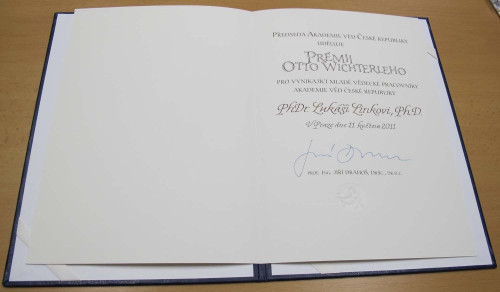 Předseda Akademie věd České republiky
uděluje
Prémii
Otto Wichterleho
pro vynikající mladé vědecké pracovníky
Akademie věd České republiky
PhDr. Lukáši Linkovi, Ph.D.
V Praze dne 11. května 2011
prof. Ing. Jiří Drahoš, DrSc., dr.h.c.